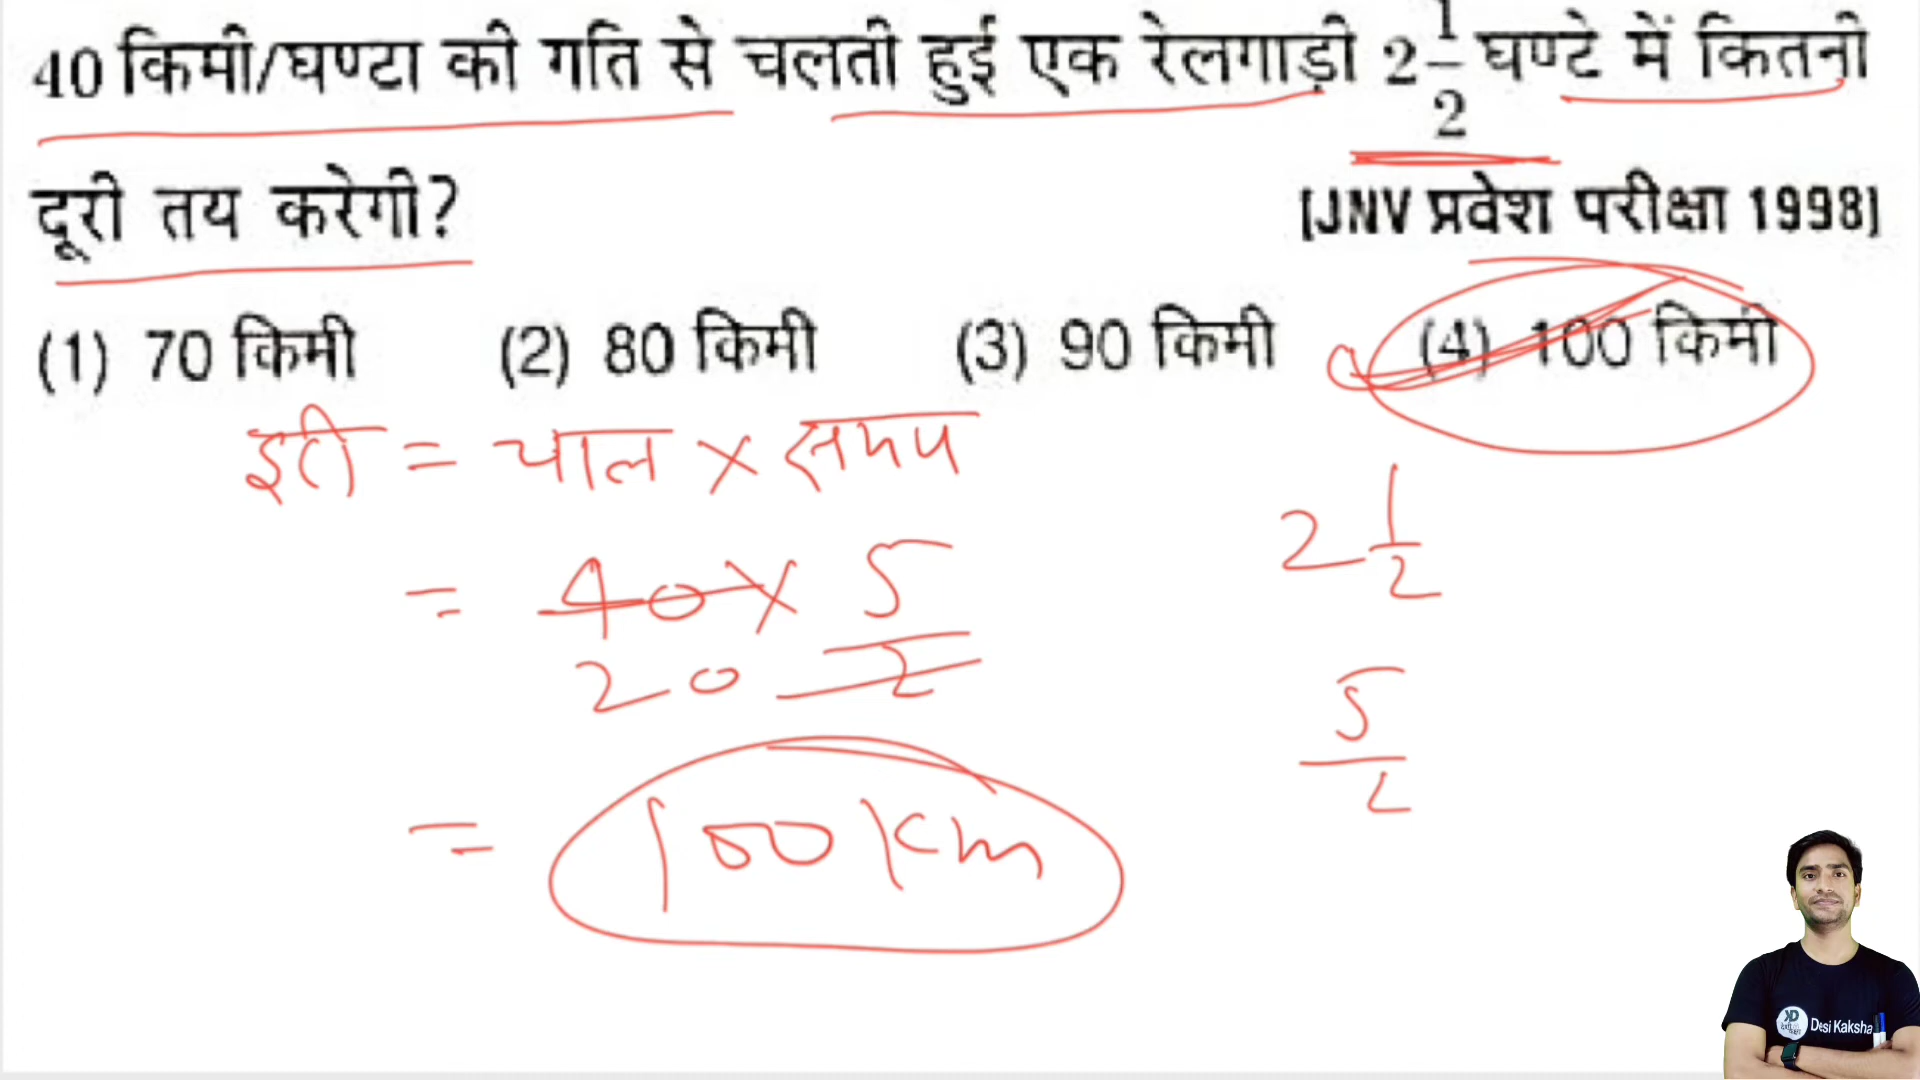 40 किमी/घण्टा की गति से चलती हुई एक रेलगाड़ी 2 1/2 घण्टे में कितनी
दूरी तय करेगी? [JNV प्रवेश परीक्षा 1998]
(1) 70 किमी (2) 80 किमी (3) 90 किमी (4) 100 किमी
दूरी = चाल × समय
2 1/2
= 40 × 5/2
20
5/2
= 100 km
KD
Desi Kaksha